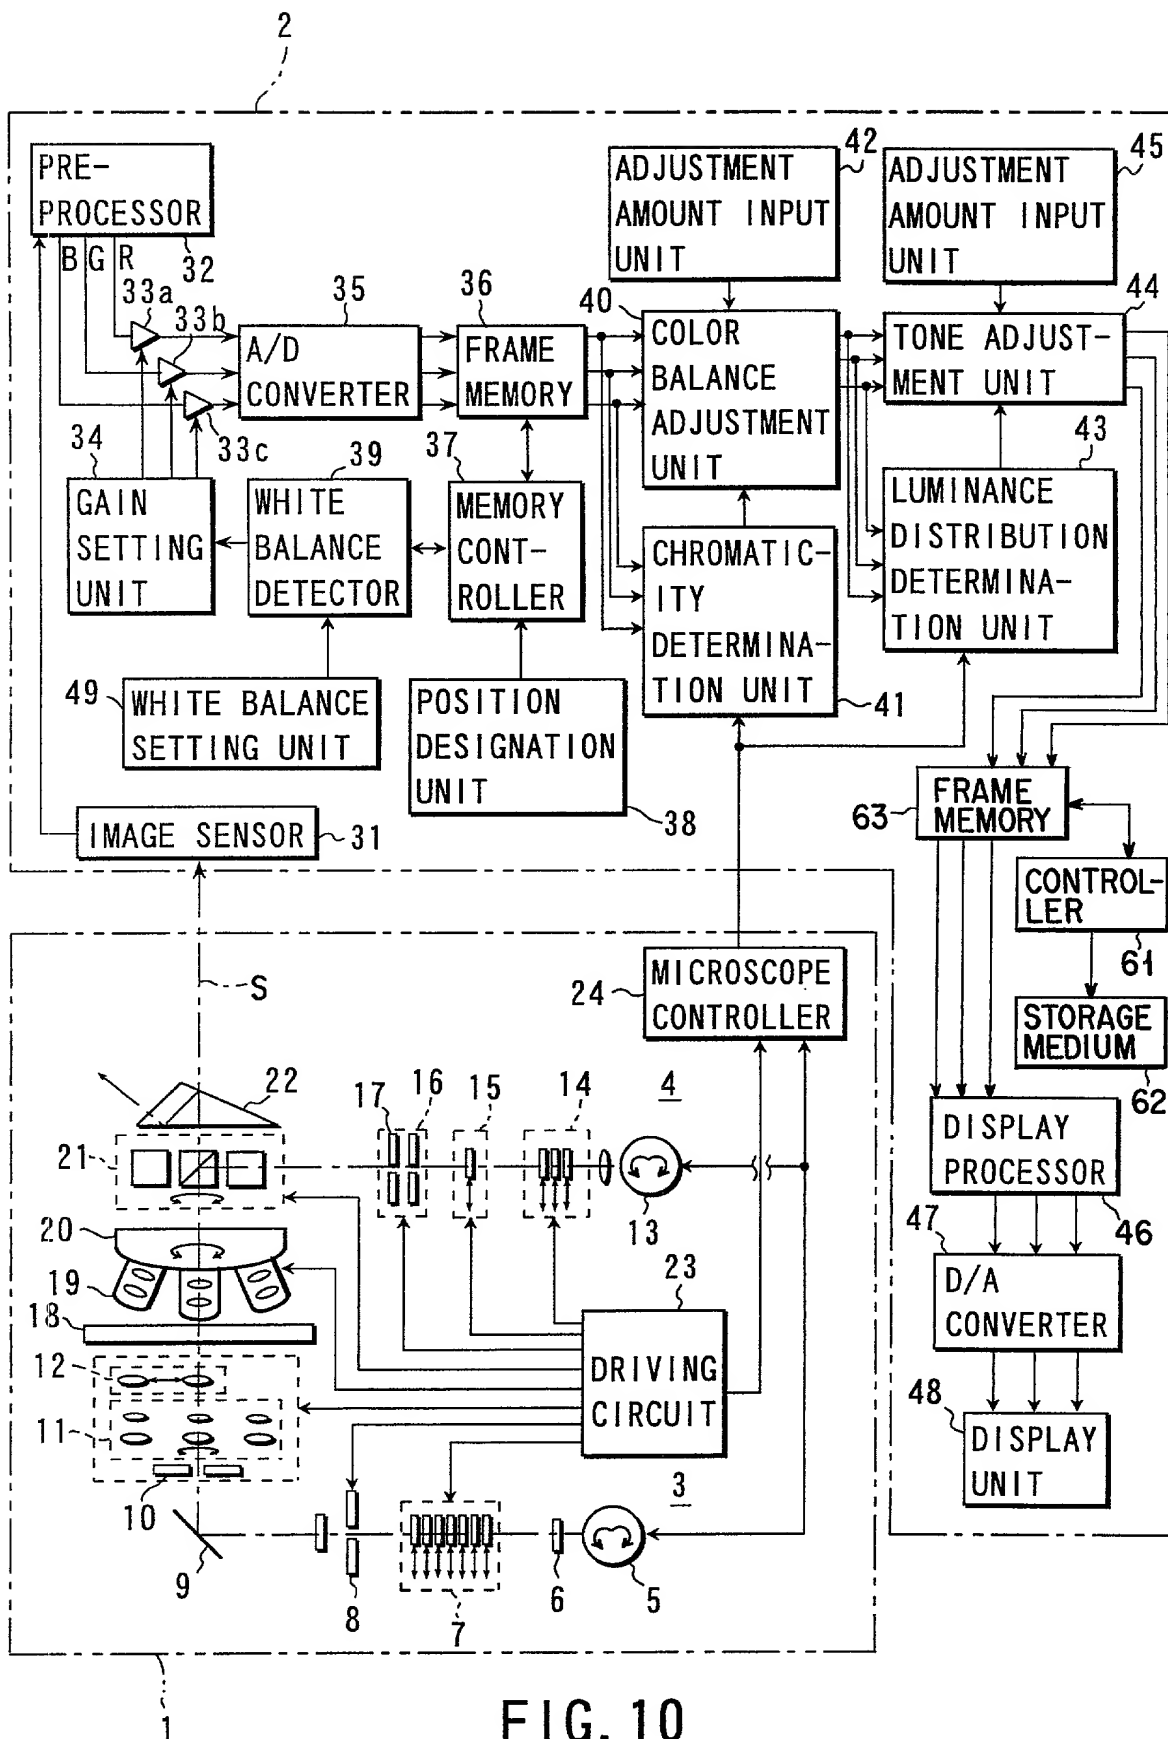 2
PRE-
PROCESSOR
32
B G R
33a
33b
33c
34
GAIN
SETTING
UNIT
35
A/D
CONVERTER
36
FRAME
MEMORY
37
MEMORY
CONT-
ROLLER
39
WHITE
BALANCE
DETECTOR
49
WHITE BALANCE
SETTING UNIT
POSITION
DESIGNATION
UNIT
38
IMAGE SENSOR
31
42
ADJUSTMENT
AMOUNT INPUT
UNIT
40
COLOR
BALANCE
ADJUSTMENT
UNIT
CHROMATIC-
ITY
DETERMINA-
TION UNIT
41
45
ADJUSTMENT
AMOUNT INPUT
UNIT
44
TONE ADJUST-
MENT UNIT
43
LUMINANCE
DISTRIBUTION
DETERMINA-
TION UNIT
63
FRAME
MEMORY
CONTROL-
LER
61
STORAGE
MEDIUM
62
DISPLAY
PROCESSOR
46
47
D/A
CONVERTER
48
DISPLAY
UNIT
S
24
MICROSCOPE
CONTROLLER
22
17
16
15
14
4
21
13
20
19
18
23
DRIVING
CIRCUIT
12
11
10
9
8
7
6
5
3
1
FIG. 10